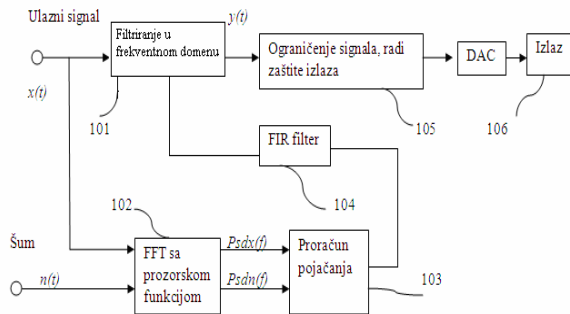 Ulazni signal
x(t)
Filtriranje u
frekventnom domenu
101
y(t)
Ograničenje signala, radi
zaštite izlaza
105
DAC
Izlaz
106
FIR filter
104
102
Šum
n(t)
FFT sa
prozorskom
funkcijom
Psdx(f)
Psdn(f)
Proračun
pojačanja
103